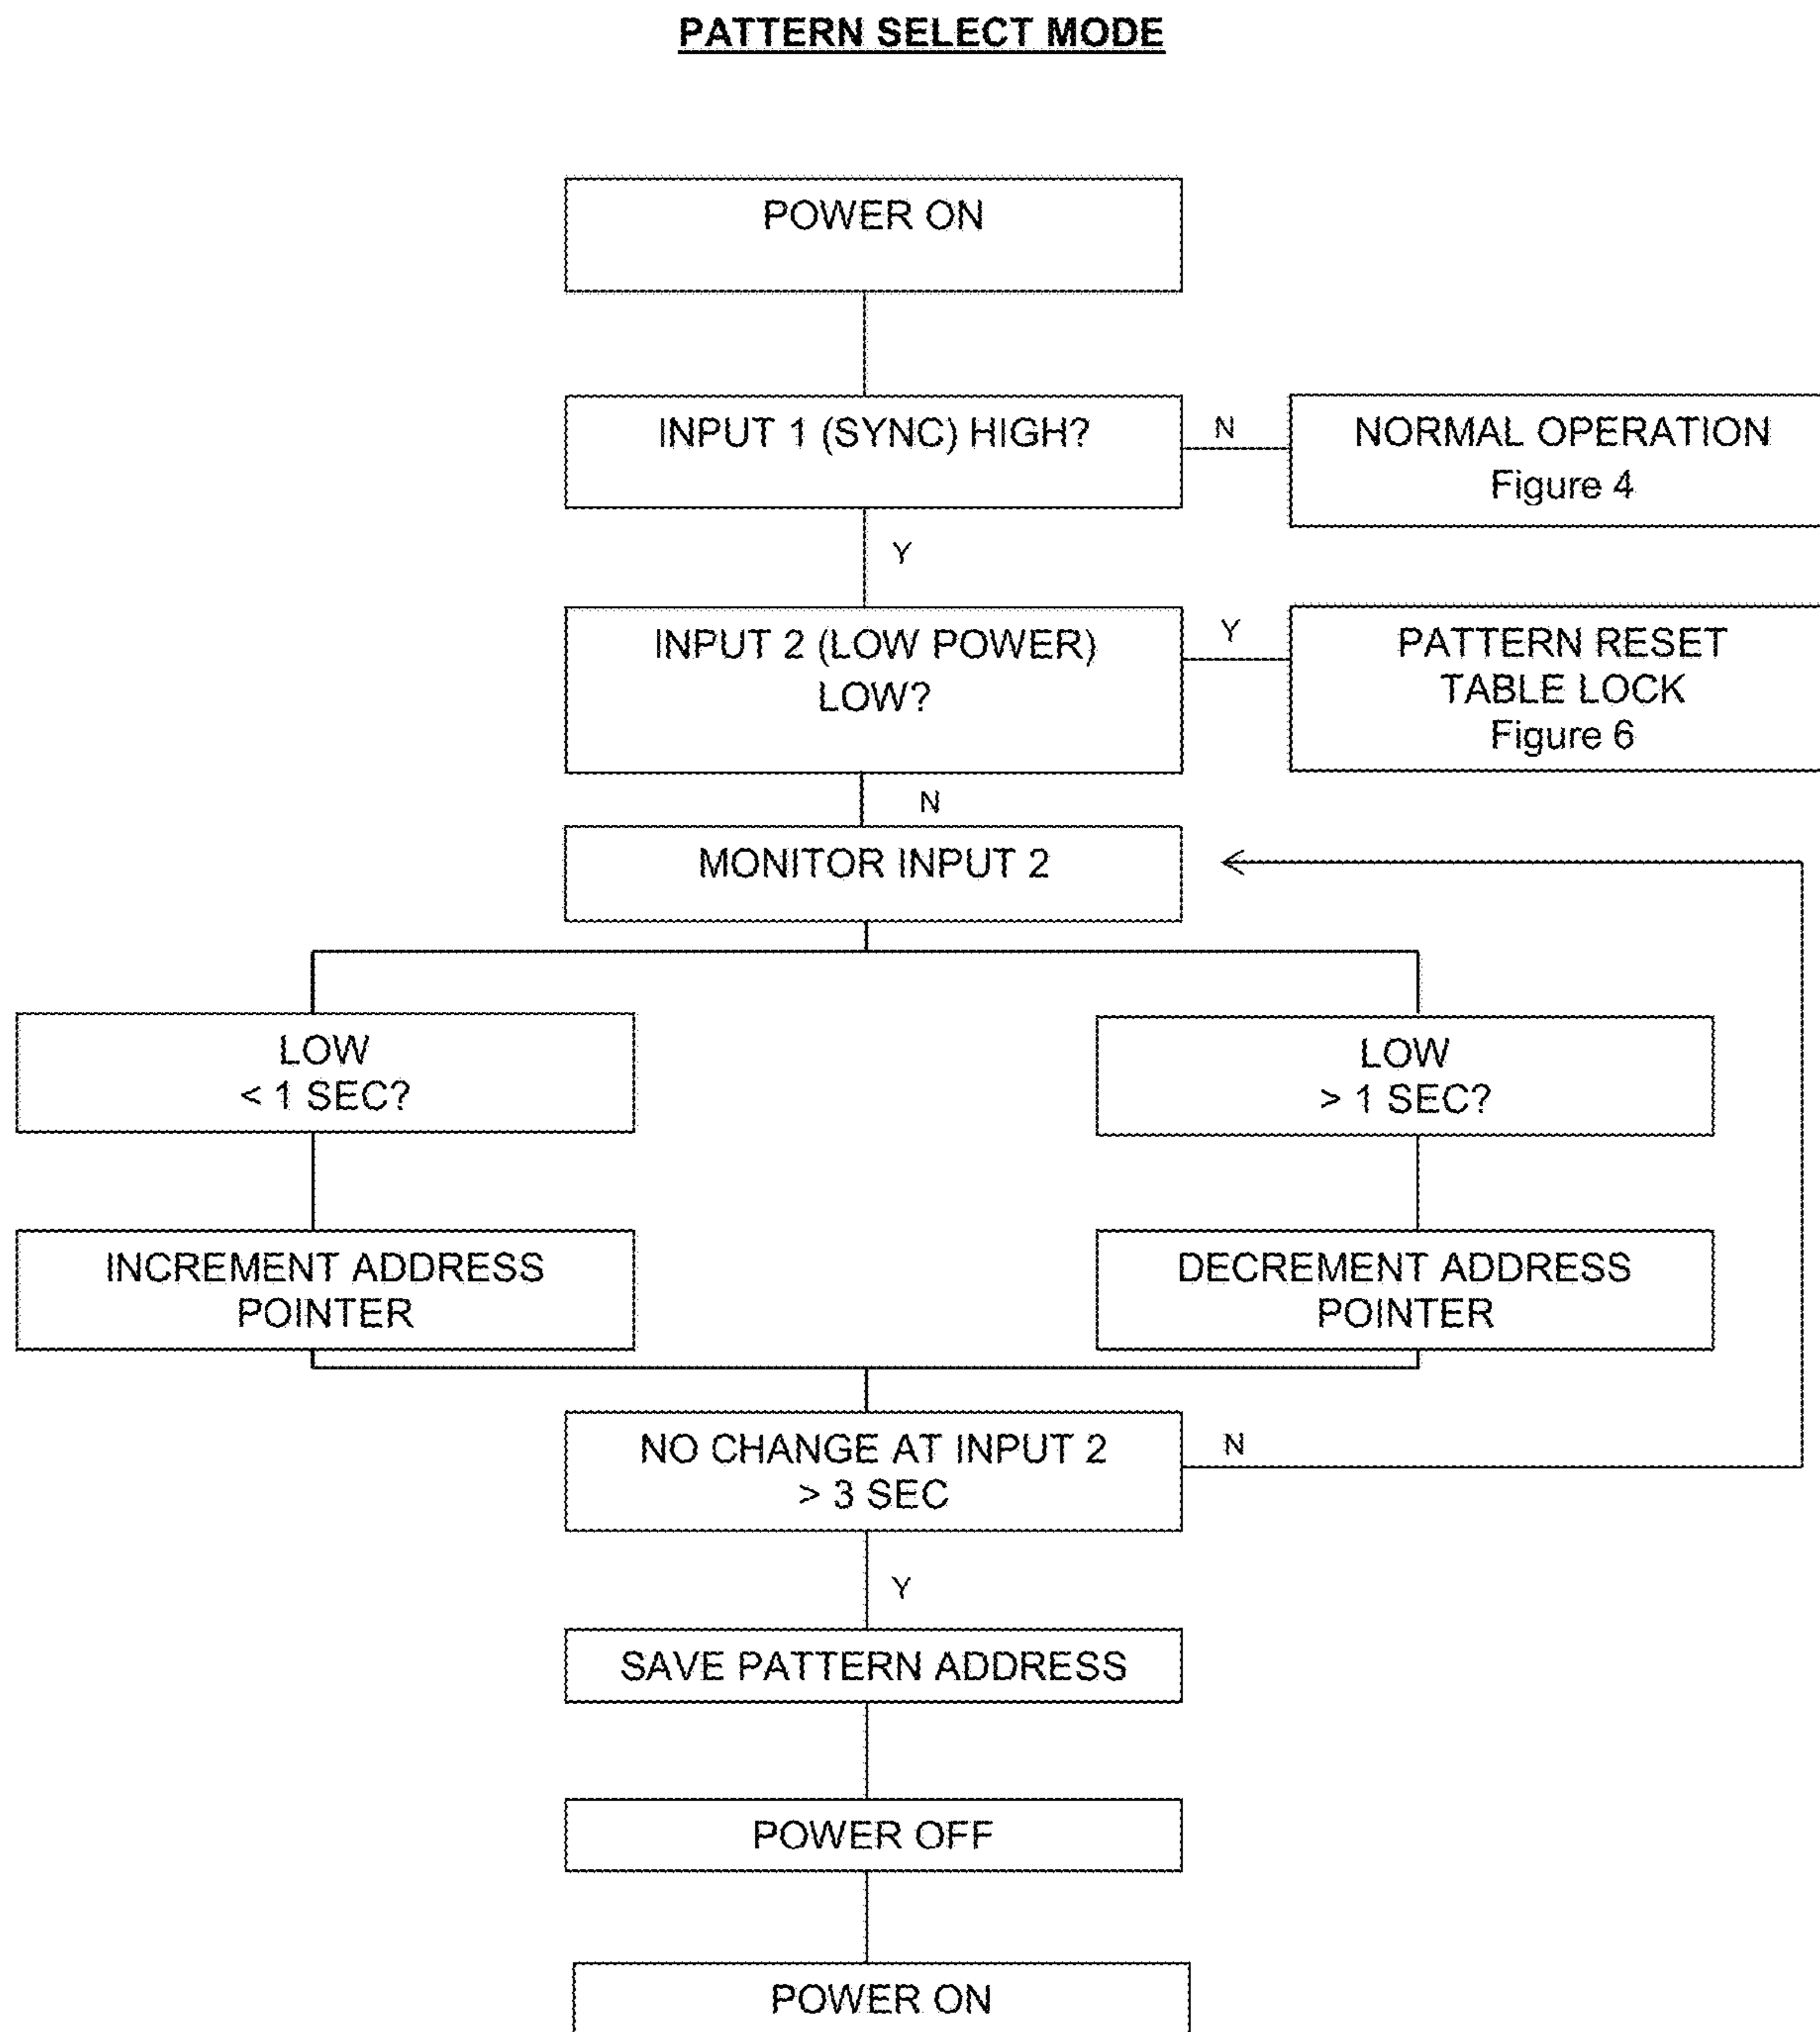 PATTERN SELECT MODE
POWER ON
INPUT 1 (SYNC) HIGH?
N
NORMAL OPERATION
Figure 4
Y
INPUT 2 (LOW POWER)
LOW?
Y
PATTERN RESET
TABLE LOCK
Figure 6
N
MONITOR INPUT 2
LOW
< 1 SEC?
LOW
> 1 SEC?
INCREMENT ADDRESS
POINTER
DECREMENT ADDRESS
POINTER
NO CHANGE AT INPUT 2
> 3 SEC
N
Y
SAVE PATTERN ADDRESS
POWER OFF
POWER ON